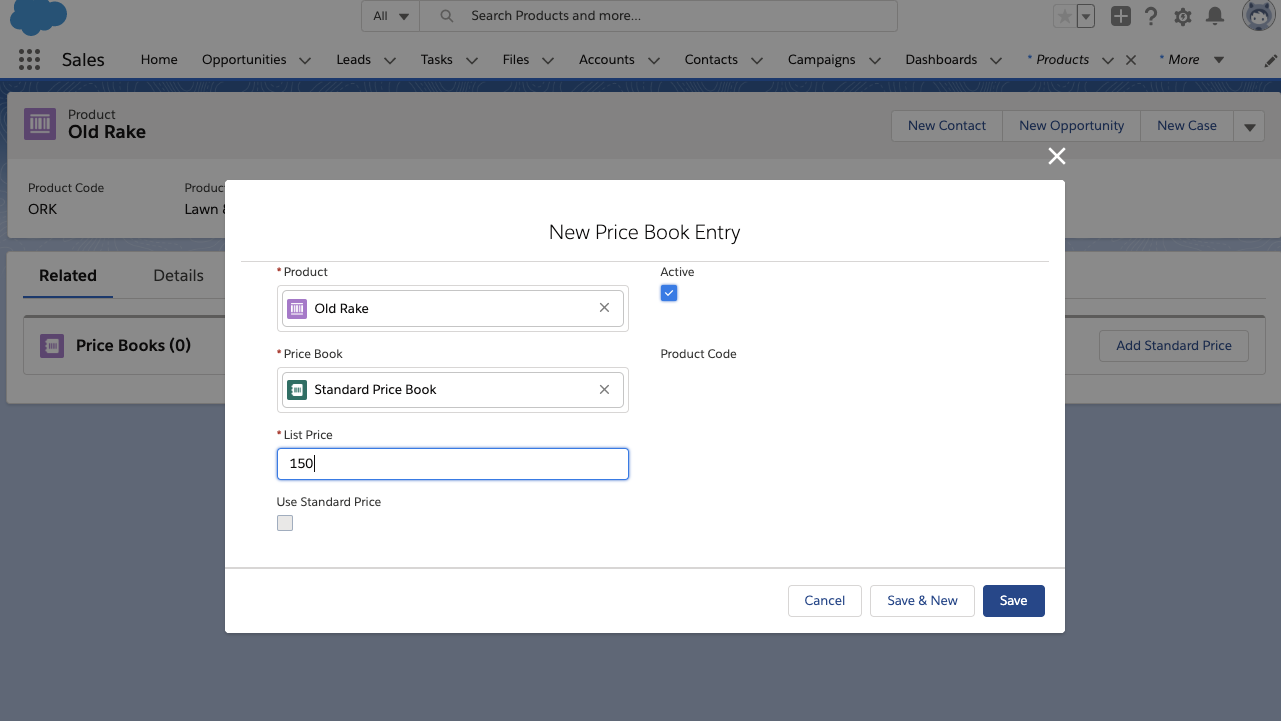 All
Search Products and more...
Sales
Home
Opportunities
Leads
Tasks
Files
Accounts
Contacts
Campaigns
Dashboards
* Products
* More
Product
Old Rake
New Contact
New Opportunity
New Case
Product Code
ORK
Lawn
Related
Details
Price Books (0)
Add Standard Price
New Price Book Entry
* Product
Old Rake
Active
* Price Book
Standard Price Book
Product Code
* List Price
150
Use Standard Price
Cancel
Save & New
Save